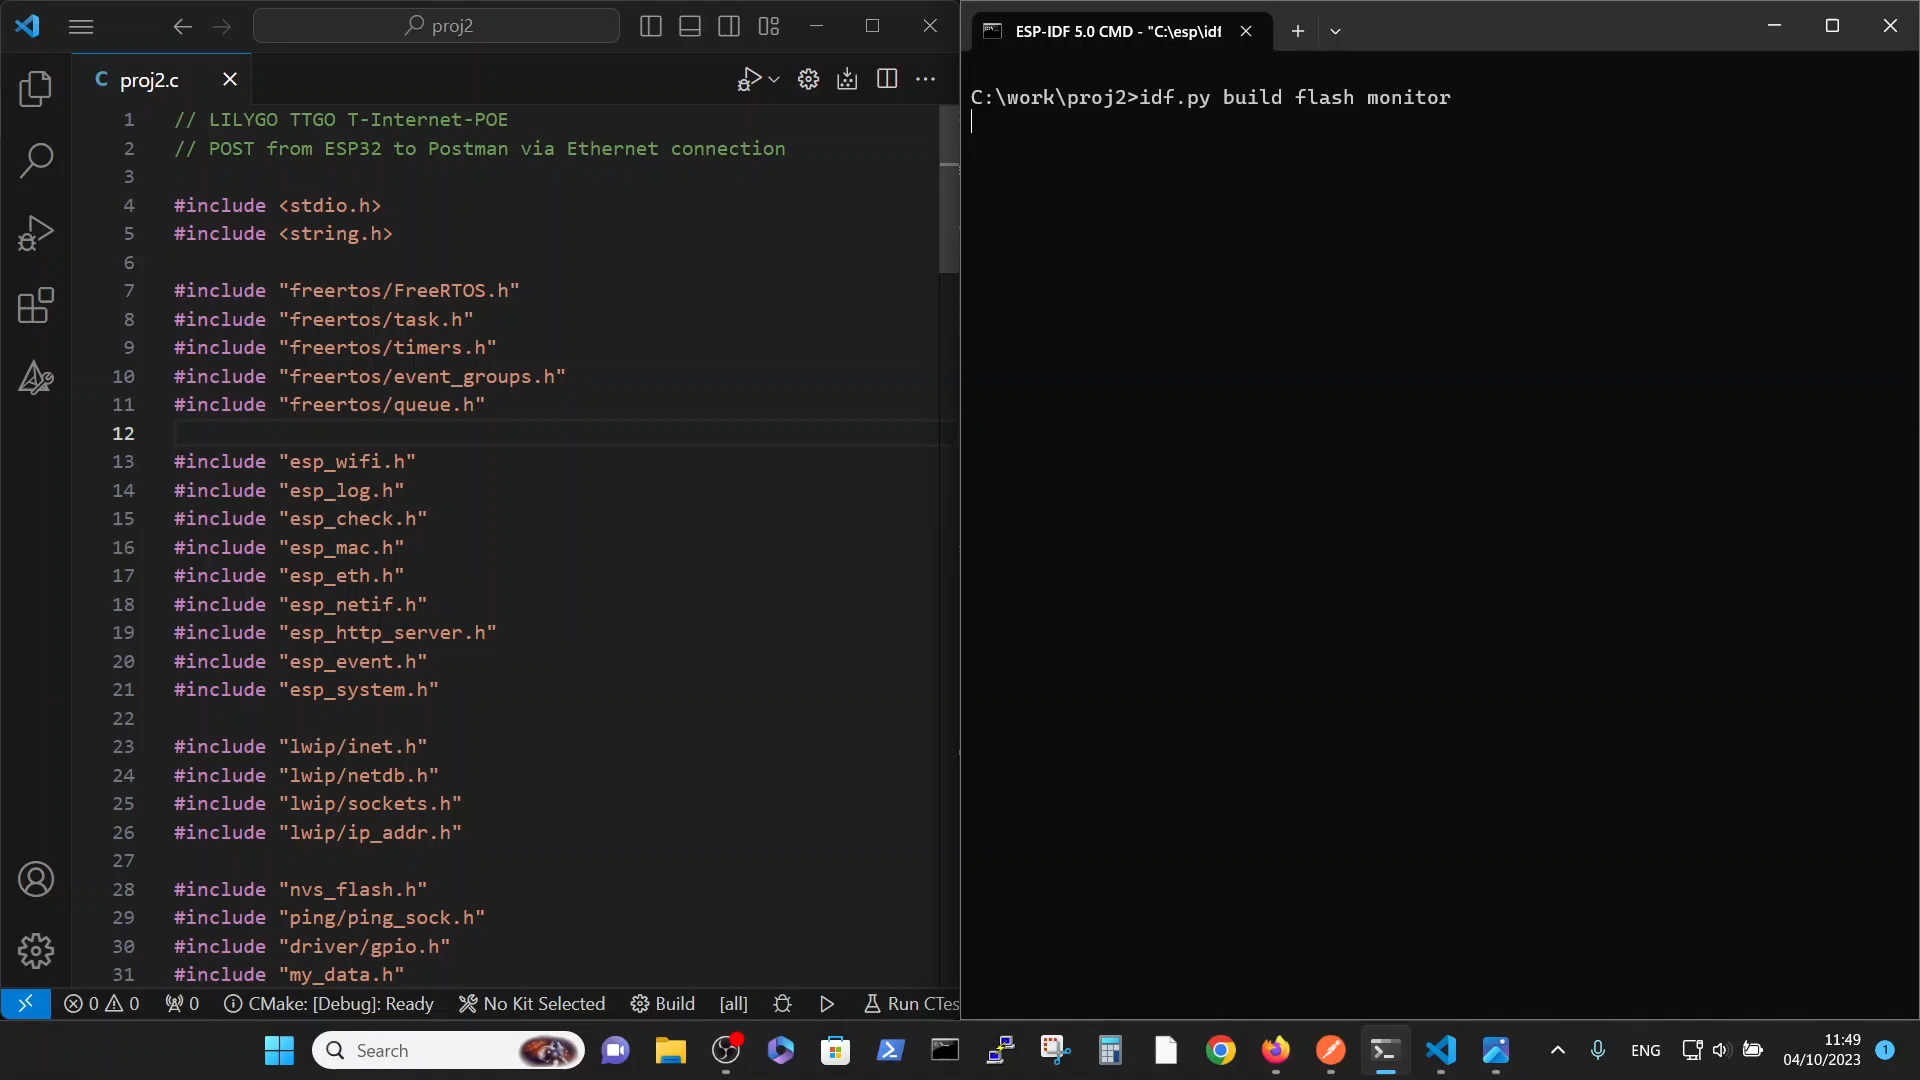 proj2
ESP-IDF 5.0 CMD - "C:\esp\idf
C proj2.c
1 // LILYGO TTGO T-Internet-POE
2 // POST from ESP32 to Postman via Ethernet connection
3
4 #include <stdio.h>
5 #include <string.h>
6
7 #include "freertos/FreeRTOS.h"
8 #include "freertos/task.h"
9 #include "freertos/timers.h"
10 #include "freertos/event_groups.h"
11 #include "freertos/queue.h"
12
13 #include "esp_wifi.h"
14 #include "esp_log.h"
15 #include "esp_check.h"
16 #include "esp_mac.h"
17 #include "esp_eth.h"
18 #include "esp_netif.h"
19 #include "esp_http_server.h"
20 #include "esp_event.h"
21 #include "esp_system.h"
22
23 #include "lwip/inet.h"
24 #include "lwip/netdb.h"
25 #include "lwip/sockets.h"
26 #include "lwip/ip_addr.h"
27
28 #include "nvs_flash.h"
29 #include "ping/ping_sock.h"
30 #include "driver/gpio.h"
31 #include "my_data.h"
0 0 0 CMake: [Debug]: Ready No Kit Selected Build [all] Run CTes
C:\work\proj2>idf.py build flash monitor
Search
ENG
11:49
04/10/2023
1